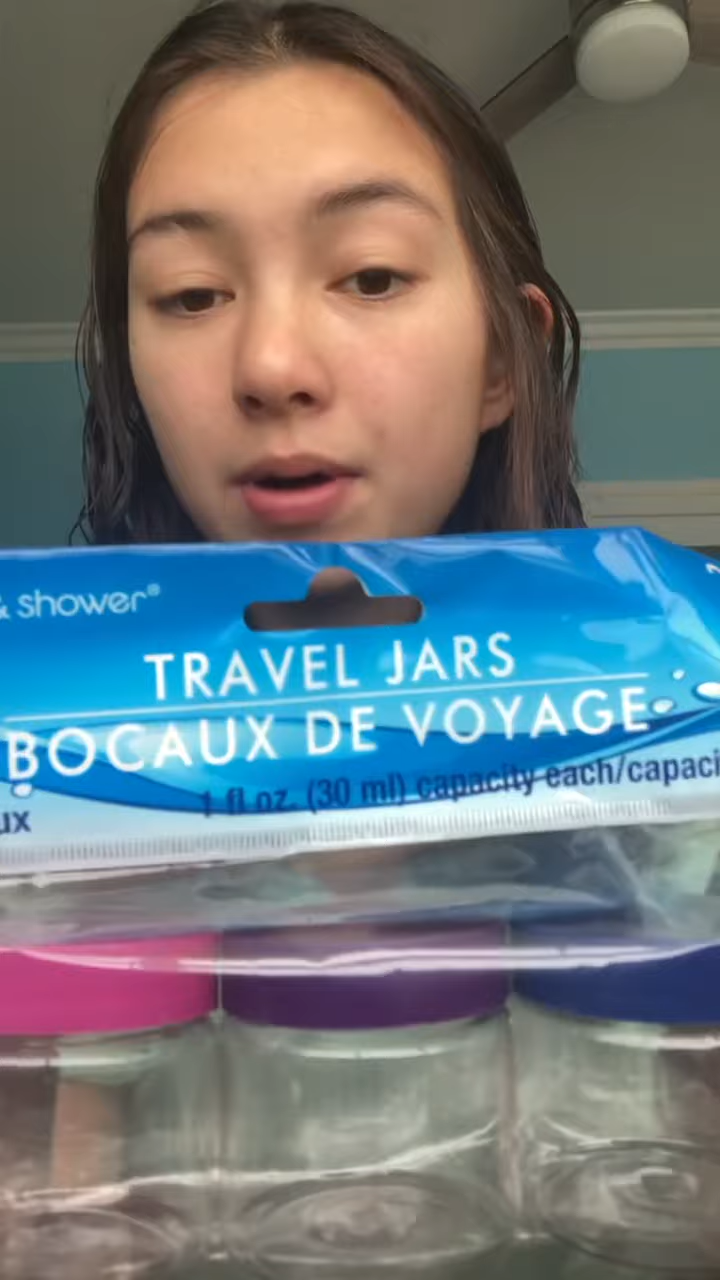 & shower®
TRAVEL JARS
BOCAUX DE VOYAGE
1 fl oz. (30 ml) capacity each/capaci
ux